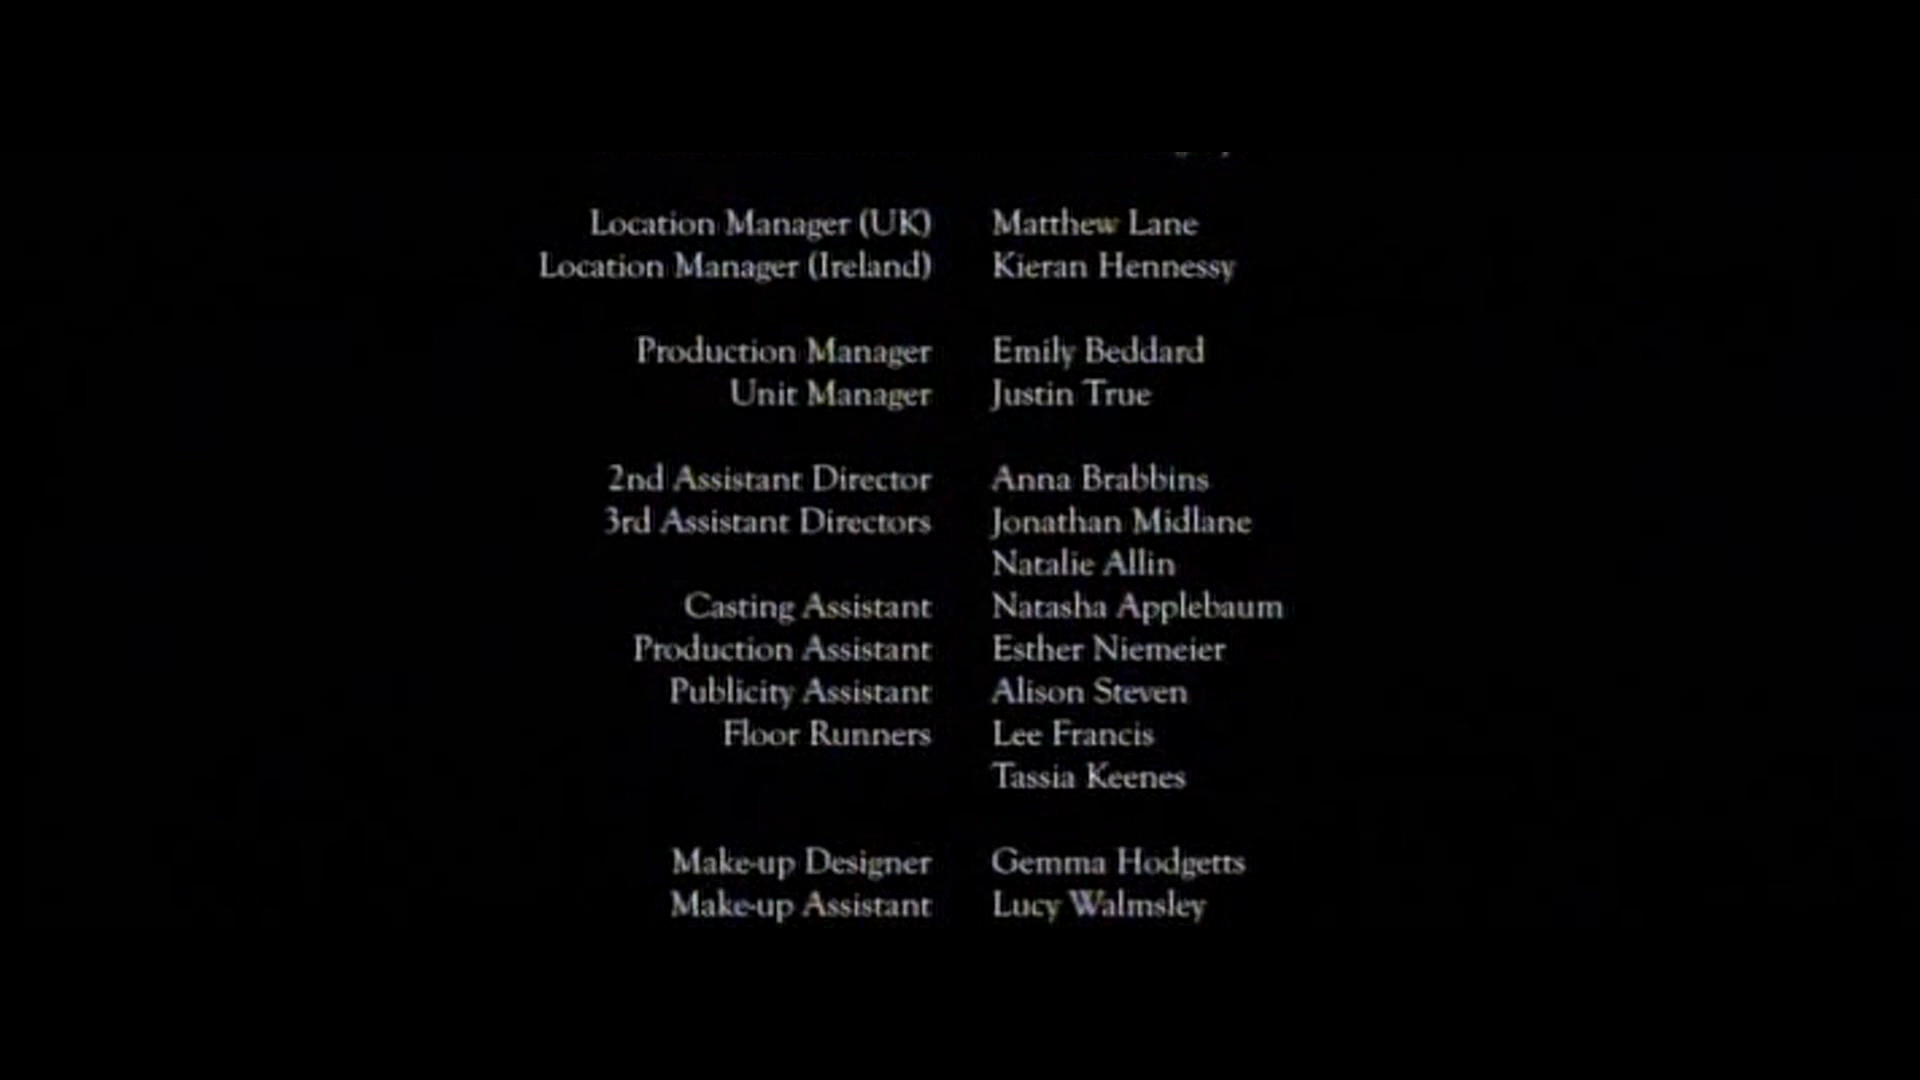 Location Manager (UK) Matthew Lane
Location Manager (Ireland) Kieran Hennessy
Production Manager Emily Beddard
Unit Manager Justin True
2nd Assistant Director Anna Brabbins
3rd Assistant Directors Jonathan Midlane
Natalie Allin
Casting Assistant Natasha Applebaum
Production Assistant Esther Niemeier
Publicity Assistant Alison Steven
Floor Runners Lee Francis
Tassia Keenes
Make-up Designer Gemma Hodgetts
Make-up Assistant Lucy Walmsley